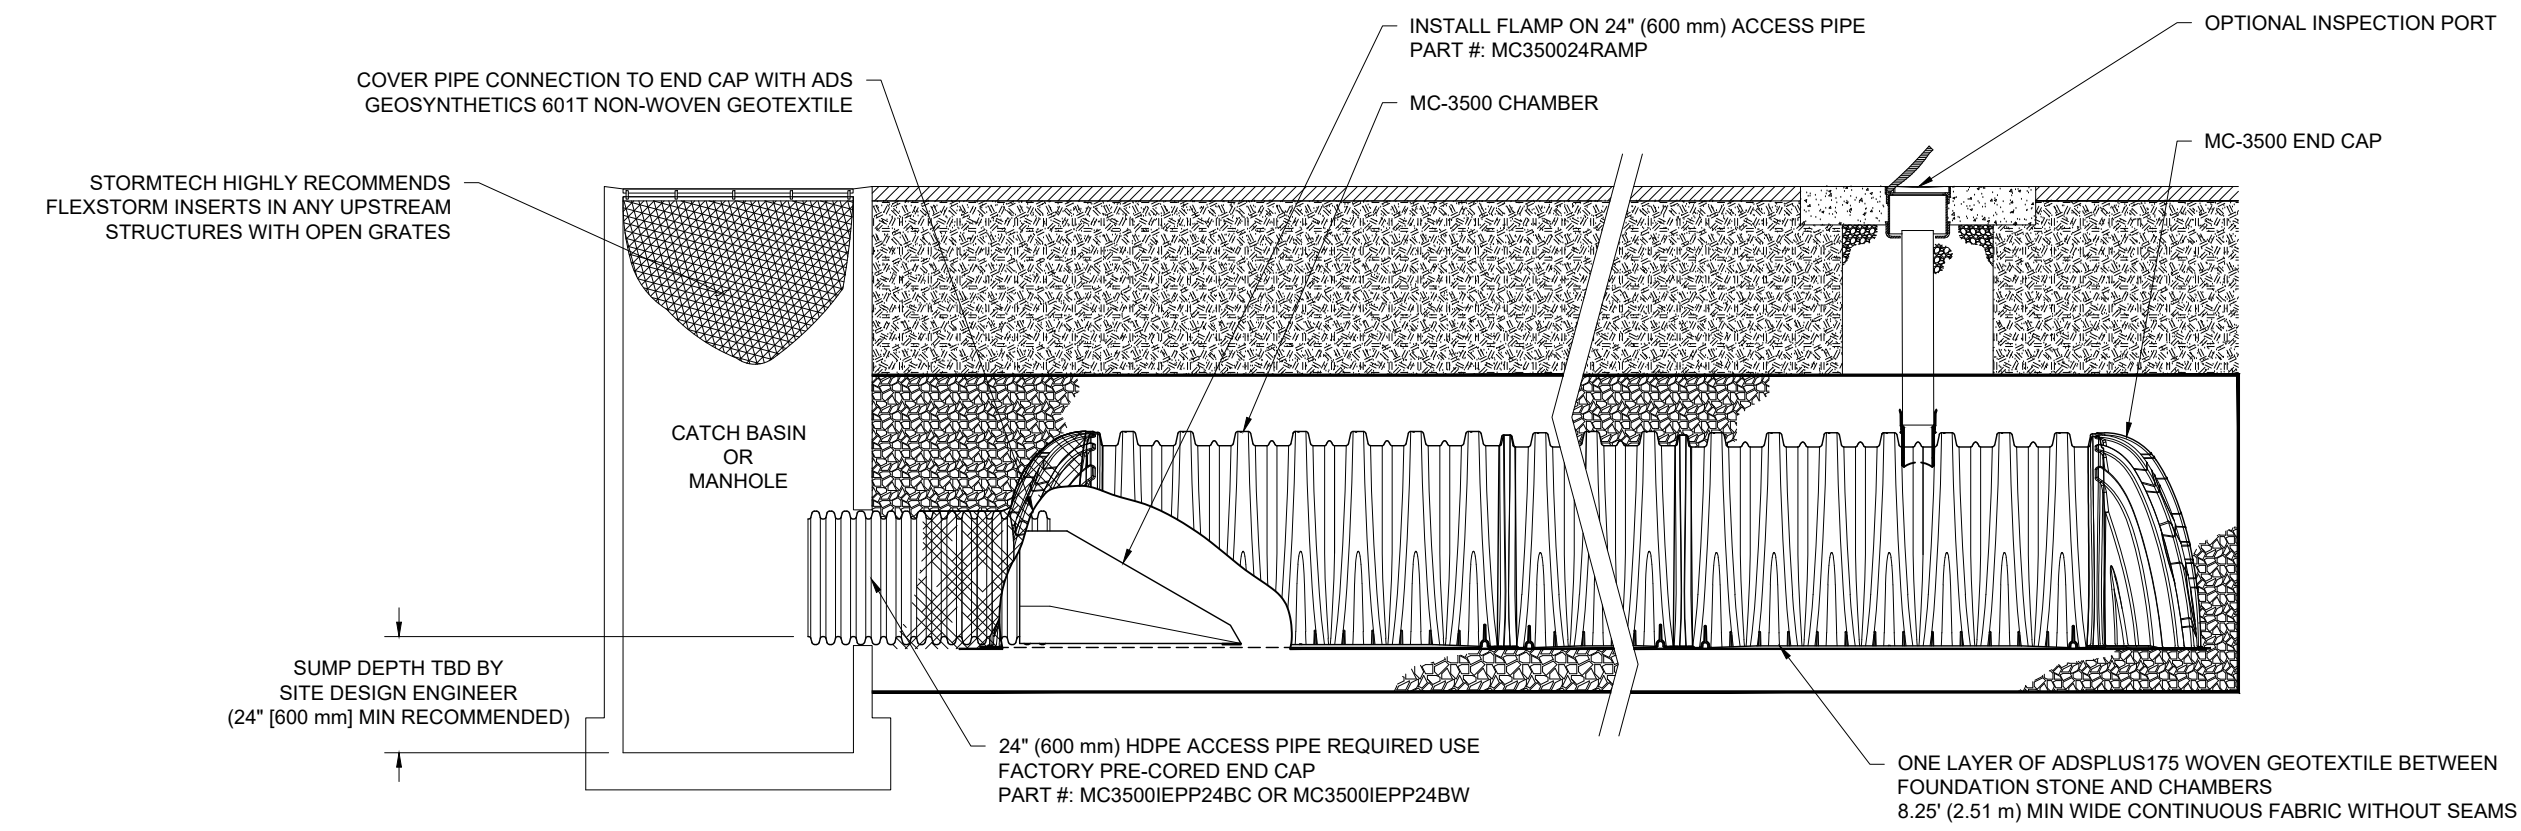 INSTALL FLAMP ON 24" (600 mm) ACCESS PIPE
PART #: MC350024RAMP
OPTIONAL INSPECTION PORT
COVER PIPE CONNECTION TO END CAP WITH ADS
GEOSYNTHETICS 601T NON-WOVEN GEOTEXTILE
MC-3500 CHAMBER
MC-3500 END CAP
STORMTECH HIGHLY RECOMMENDS
FLEXSTORM INSERTS IN ANY UPSTREAM
STRUCTURES WITH OPEN GRATES
CATCH BASIN
OR
MANHOLE
SUMP DEPTH TBD BY
SITE DESIGN ENGINEER
(24" [600 mm] MIN RECOMMENDED)
24" (600 mm) HDPE ACCESS PIPE REQUIRED USE
FACTORY PRE-CORED END CAP
PART #: MC3500IEPP24BC OR MC3500IEPP24BW
ONE LAYER OF ADSPLUS175 WOVEN GEOTEXTILE BETWEEN
FOUNDATION STONE AND CHAMBERS
8.25' (2.51 m) MIN WIDE CONTINUOUS FABRIC WITHOUT SEAMS